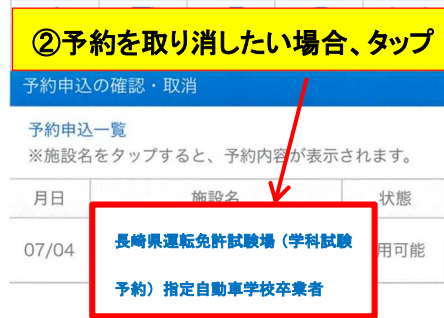 ②予約を取り消したい場合、タップ
予約申込の確認・取消
予約申込一覧
※施設名をタップすると、予約内容が表示されます。
月日 施設名 状態
07/04 長崎県運転免許試験場（学科試験 用可能
予約）指定自動車学校卒業者